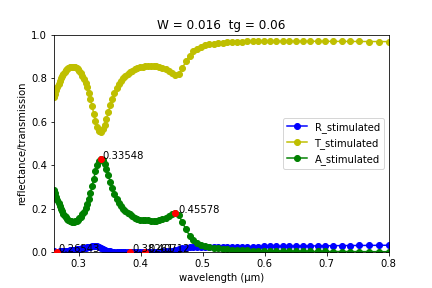 W = 0.016 tg = 0.06
reflectance/transmission
1.0
0.8
0.6
0.4
0.2
0.0
R_stimulated
T_stimulated
A_stimulated
0.33548
0.45578
0.3 0.4 0.5 0.6 0.7 0.8
wavelength (μm)